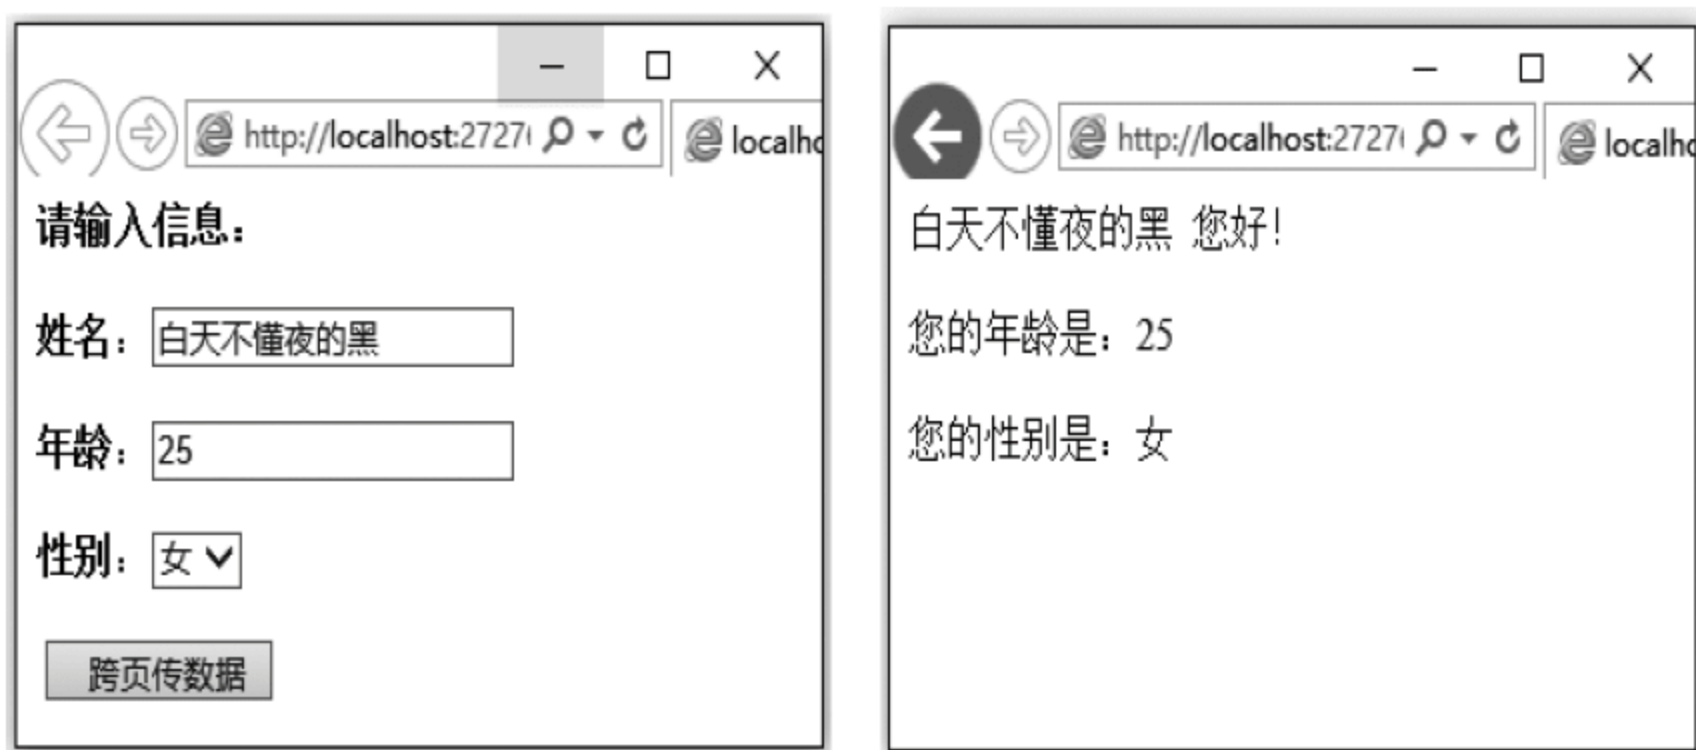 http://localhost:2727
localho
请输入信息：
姓名：白天不懂夜的黑
年龄：25
性别：女
跨页传数据
http://localhost:2727
localho
白天不懂夜的黑 您好！
您的年龄是：25
您的性别是：女